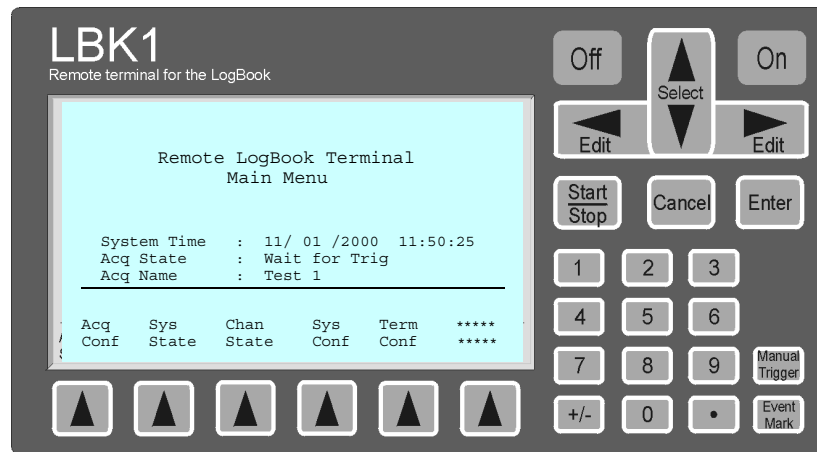 LBK1
Remote terminal for the LogBook
Remote LogBook Terminal
Main Menu
System Time : 11/ 01 /2000 11:50:25
Acq State : Wait for Trig
Acq Name : Test 1
Acq Sys Chan Sys Term *****
Conf State State Conf Conf *****
Off
Select
On
Edit
Edit
Start
Stop
Cancel
Enter
1 2 3
4 5 6
7 8 9
Manual
Trigger
+/- 0 •
Event
Mark